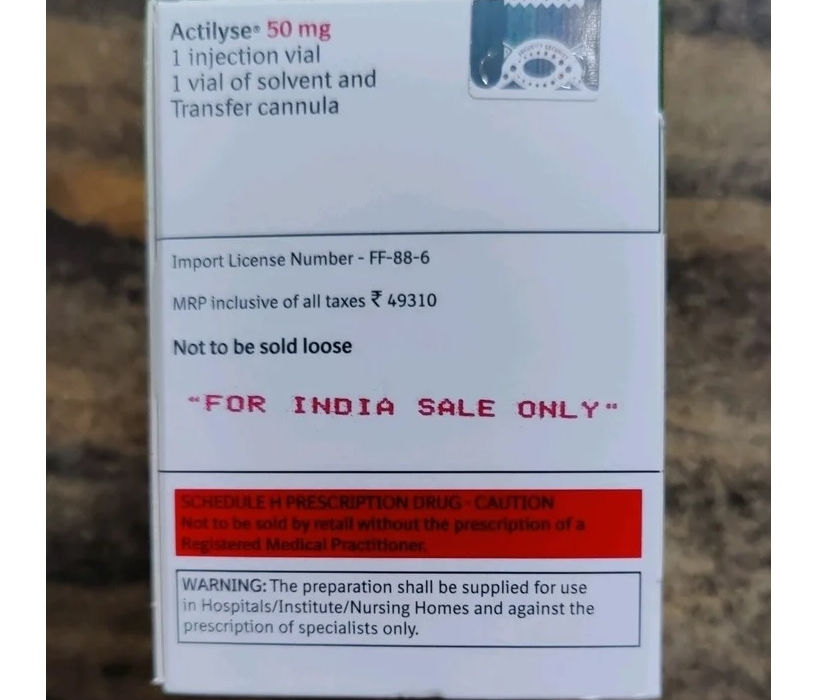 Actilyse® 50 mg
1 injection vial
1 vial of solvent and
Transfer cannula
Import License Number - FF-88-6
MRP inclusive of all taxes ₹ 49310
Not to be sold loose
"FOR INDIA SALE ONLY"
SCHEDULE H PRESCRIPTION DRUG - CAUTION
Not to be sold by retail without the prescription of a
Registered Medical Practitioner.
WARNING: The preparation shall be supplied for use
in Hospitals/Institute/Nursing Homes and against the
prescription of specialists only.